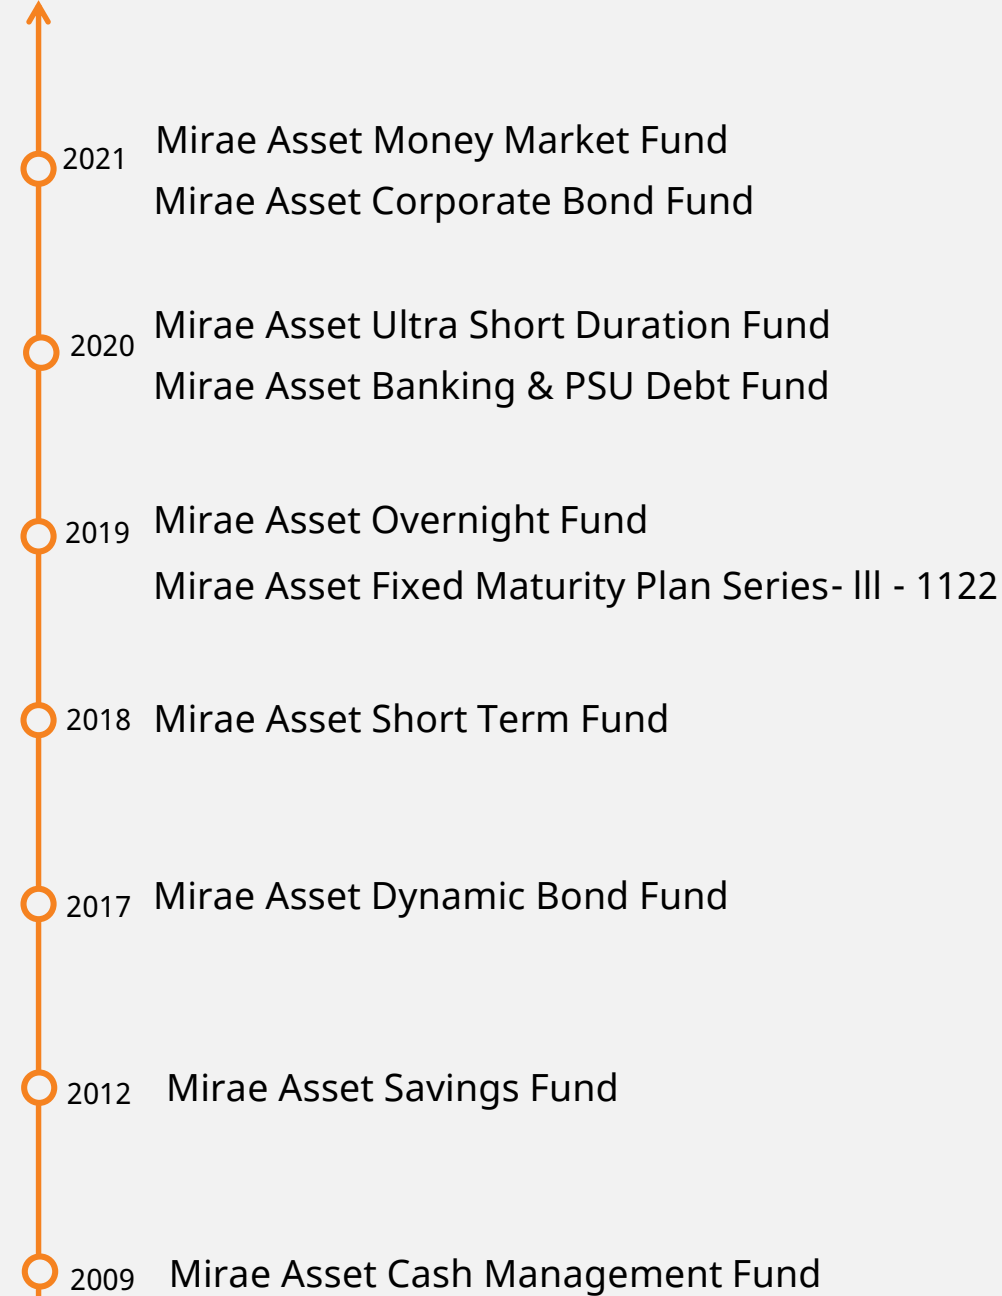 2021
Mirae Asset Money Market Fund
Mirae Asset Corporate Bond Fund
2020
Mirae Asset Ultra Short Duration Fund
Mirae Asset Banking & PSU Debt Fund
2019
Mirae Asset Overnight Fund
Mirae Asset Fixed Maturity Plan Series- lll - 1122
2018 Mirae Asset Short Term Fund
2017 Mirae Asset Dynamic Bond Fund
2012 Mirae Asset Savings Fund
2009 Mirae Asset Cash Management Fund